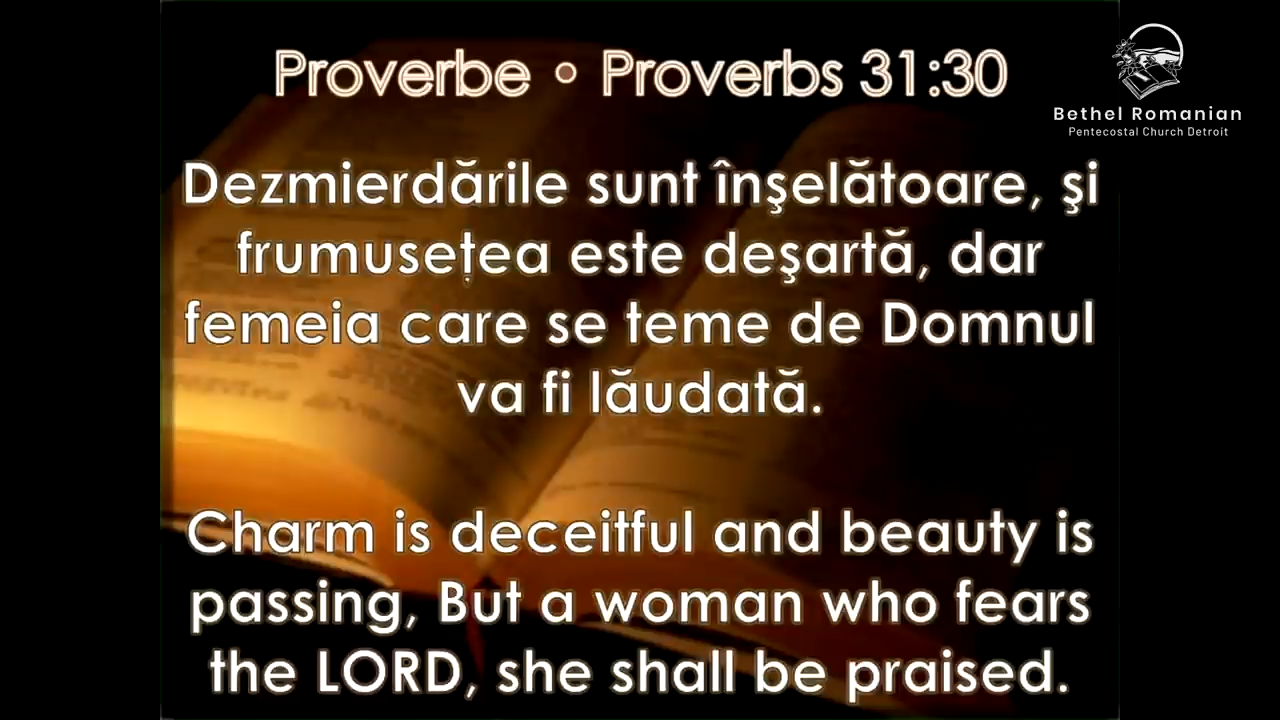 Proverbe • Proverbs 31:30
Bethel Romanian
Pentecostal Church Detroit
Dezmierdările sunt înşelătoare, şi
frumuseţea este deşartă, dar
femeia care se teme de Domnul
va fi lăudată.
Charm is deceitful and beauty is
passing, But a woman who fears
the LORD, she shall be praised.